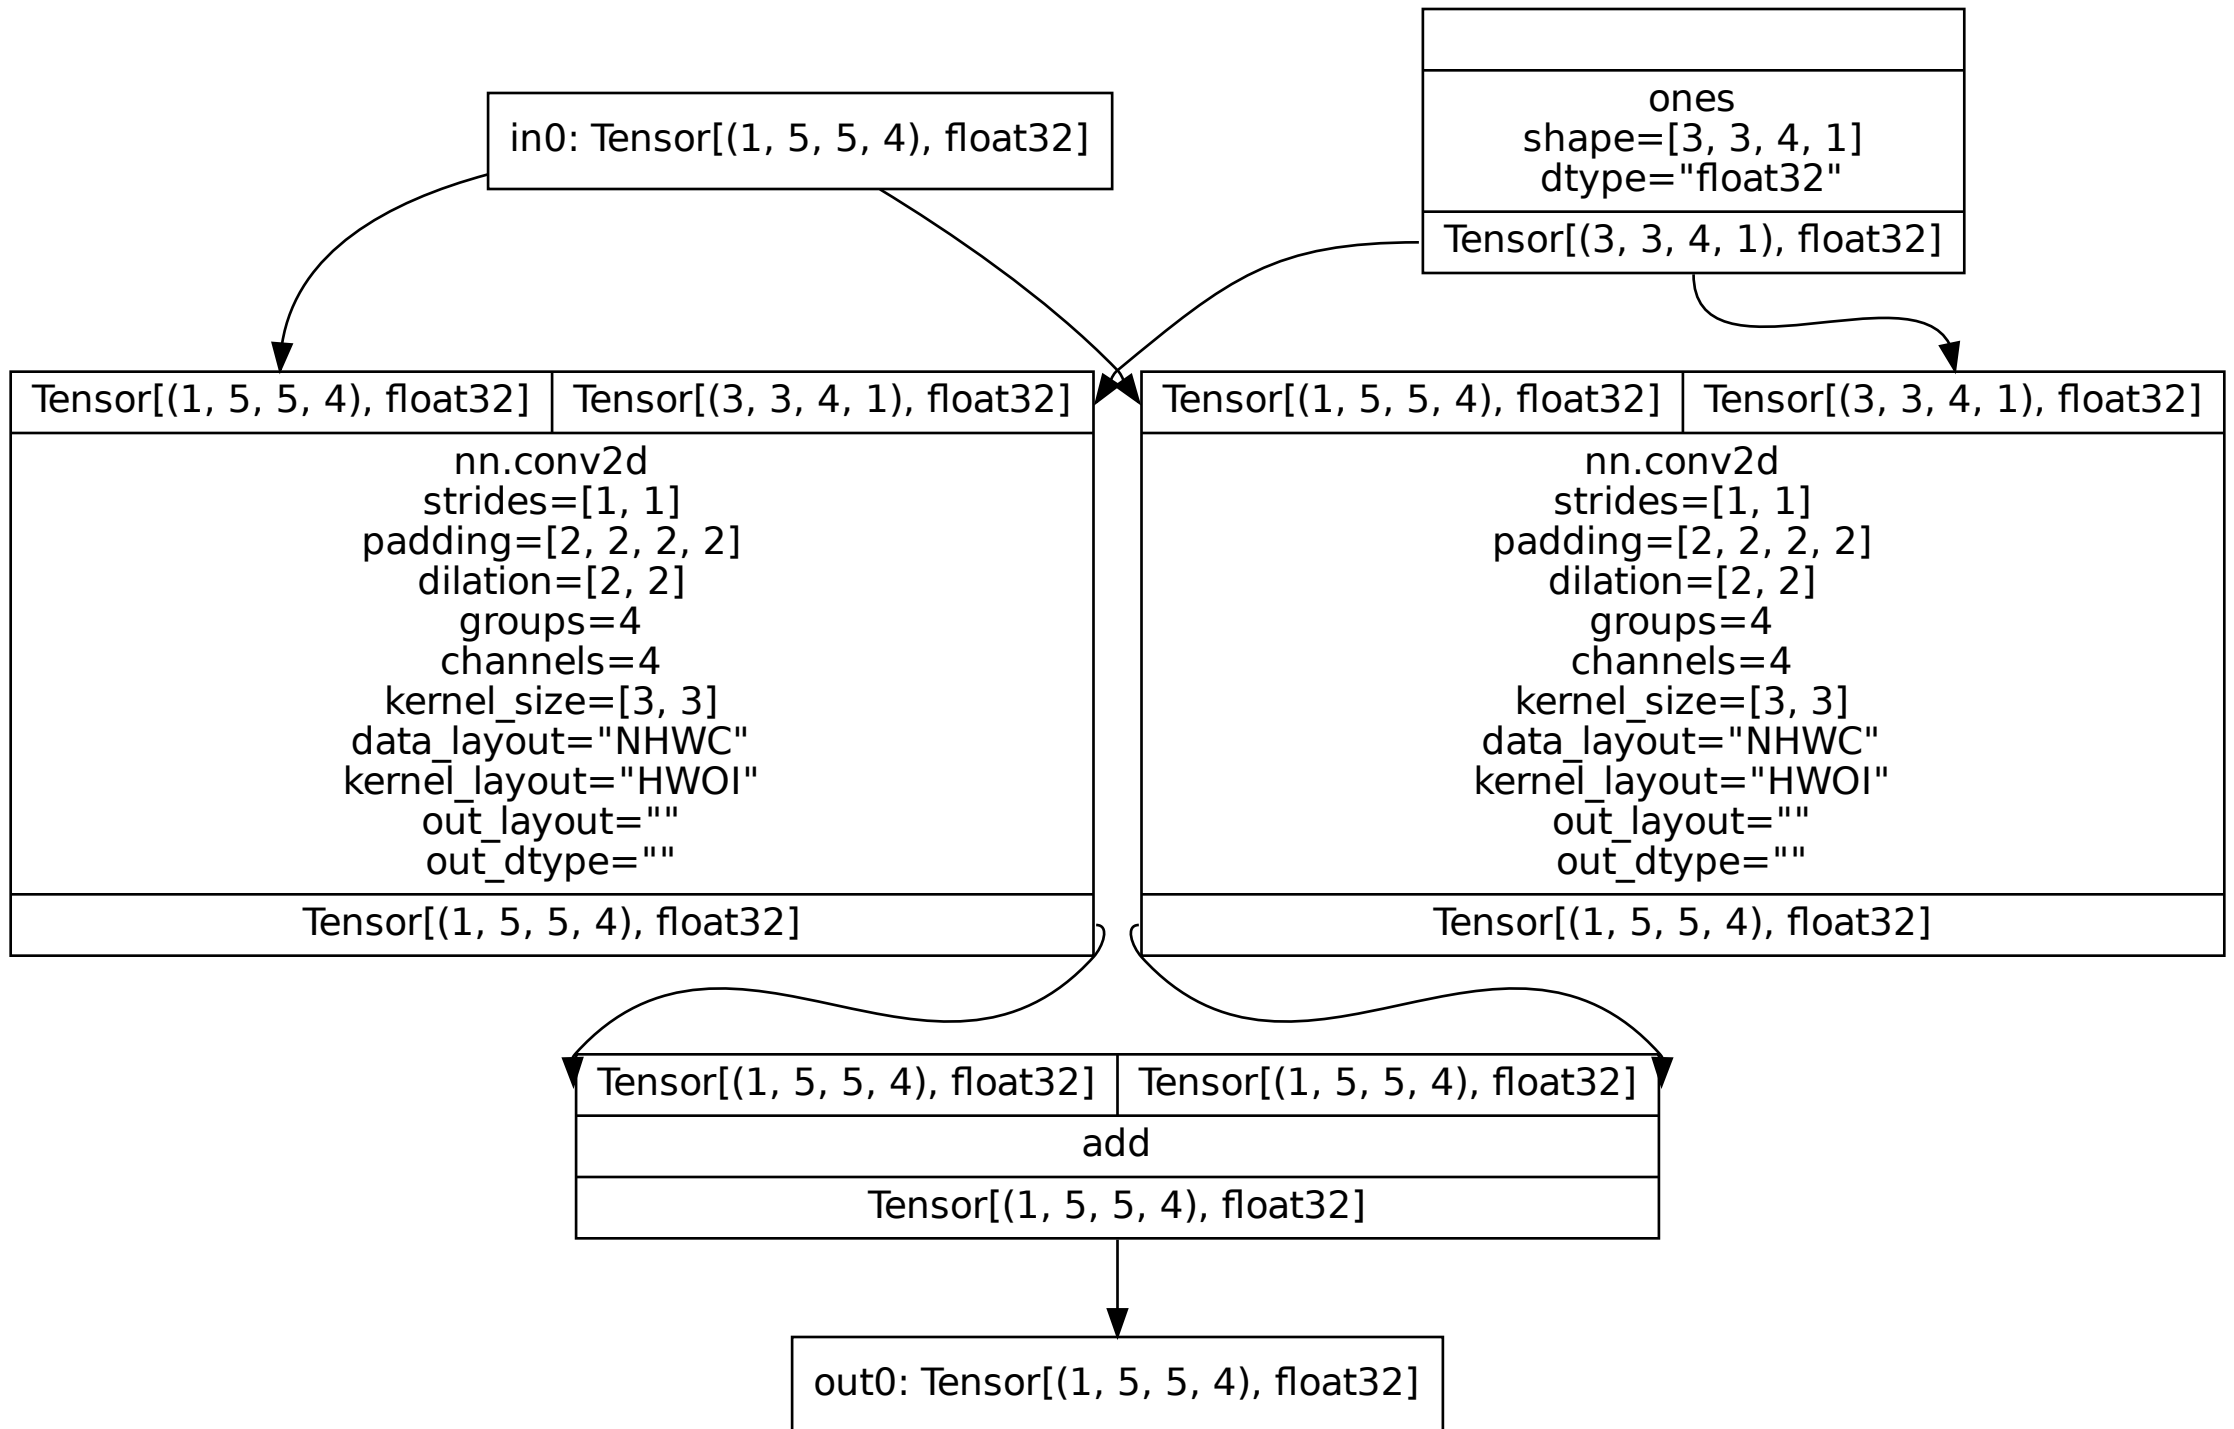 ones
shape=[3, 3, 4, 1]
dtype="float32"
in0: Tensor[(1, 5, 5, 4), float32]
Tensor[(3, 3, 4, 1), float32]
Tensor[(1, 5, 5, 4), float32]
Tensor[(3, 3, 4, 1), float32]
nn.conv2d
strides=[1, 1]
padding=[2, 2, 2, 2]
dilation=[2, 2]
groups=4
channels=4
kernel_size=[3, 3]
data_layout="NHWC"
kernel_layout="HWOI"
out_layout=""
out_dtype=""
Tensor[(1, 5, 5, 4), float32]
Tensor[(1, 5, 5, 4), float32]
Tensor[(3, 3, 4, 1), float32]
nn.conv2d
strides=[1, 1]
padding=[2, 2, 2, 2]
dilation=[2, 2]
groups=4
channels=4
kernel_size=[3, 3]
data_layout="NHWC"
kernel_layout="HWOI"
out_layout=""
out_dtype=""
Tensor[(1, 5, 5, 4), float32]
Tensor[(1, 5, 5, 4), float32]
Tensor[(1, 5, 5, 4), float32]
add
Tensor[(1, 5, 5, 4), float32]
out0: Tensor[(1, 5, 5, 4), float32]